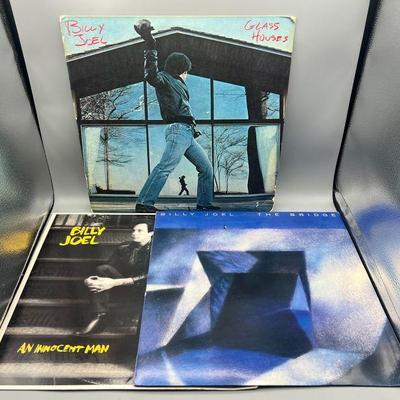 BILLY JOEL
GLASS HOUSES
BILLY JOEL
AN INNOCENT MAN
BILLY JOEL THE BRIDGE